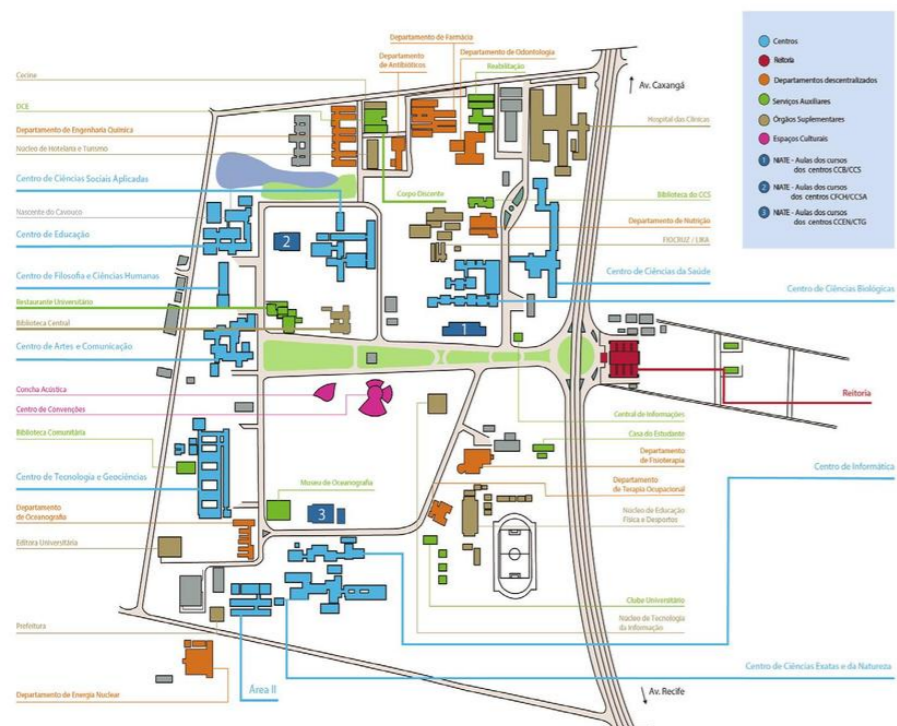 Departamento de Farmácia
Departamento de Odontologia
Departamento
de Antibióticos
Reabilitação
Cecine
DCE
Departamento de Engenharia Química
Núcleo de Hotelaria e Turismo
Centro de Ciências Sociais Aplicadas
Nascente do Cavouco
Centro de Educação
Centro de Filosofia e Ciências Humanas
Restaurante Universitário
Biblioteca Central
Centro de Artes e Comunicação
Concha Acústica
Centro de Convenções
Biblioteca Comunitária
Centro de Tecnologia e Geociências
Departamento
de Oceanografia
Editora Universitária
Prefeitura
Departamento de Energia Nuclear
Área II
Corpo Discente
Museu de Oceanografia
1
2
3
Av. Caxangá
Hospital das Clínicas
Biblioteca do CCS
Departamento de Nutrição
FIOCRUZ / LIKA
Centro de Ciências da Saúde
Centro de Ciências Biológicas
Reitoria
Central de Informações
Casa do Estudante
Departamento
de Fisioterapia
Departamento
de Terapia Ocupacional
Núcleo de Educação
Física e Desportos
Centro de Informática
Clube Universitário
Núcleo de Tecnologia
da Informação
Centro de Ciências Exatas e da Natureza
Av. Recife
Centros
Reitoria
Departamentos descentralizados
Serviços Auxiliares
Órgãos Suplementares
Espaços Culturais
1 NIATE - Aulas dos cursos
dos centros CCB/CCS
2 NIATE - Aulas dos cursos
dos centros CFCH/CCSA
3 NIATE - Aulas dos cursos
dos centros CCEN/CTG